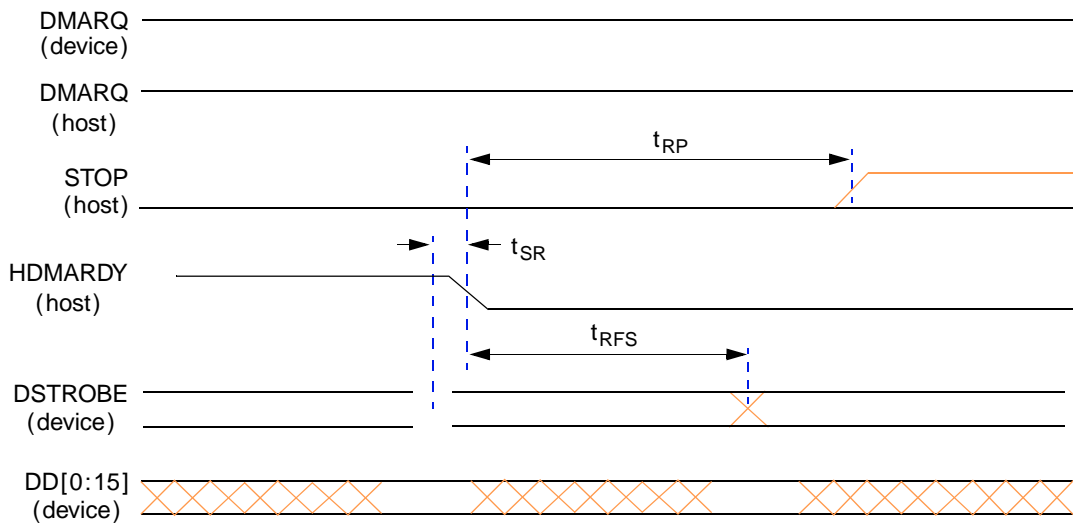 DMARQ
(device)
DMARQ
(host)
tRP
STOP
(host)
tSR
HDMARDY
(host)
tRFS
DSTROBE
(device)
DD[0:15]
(device)